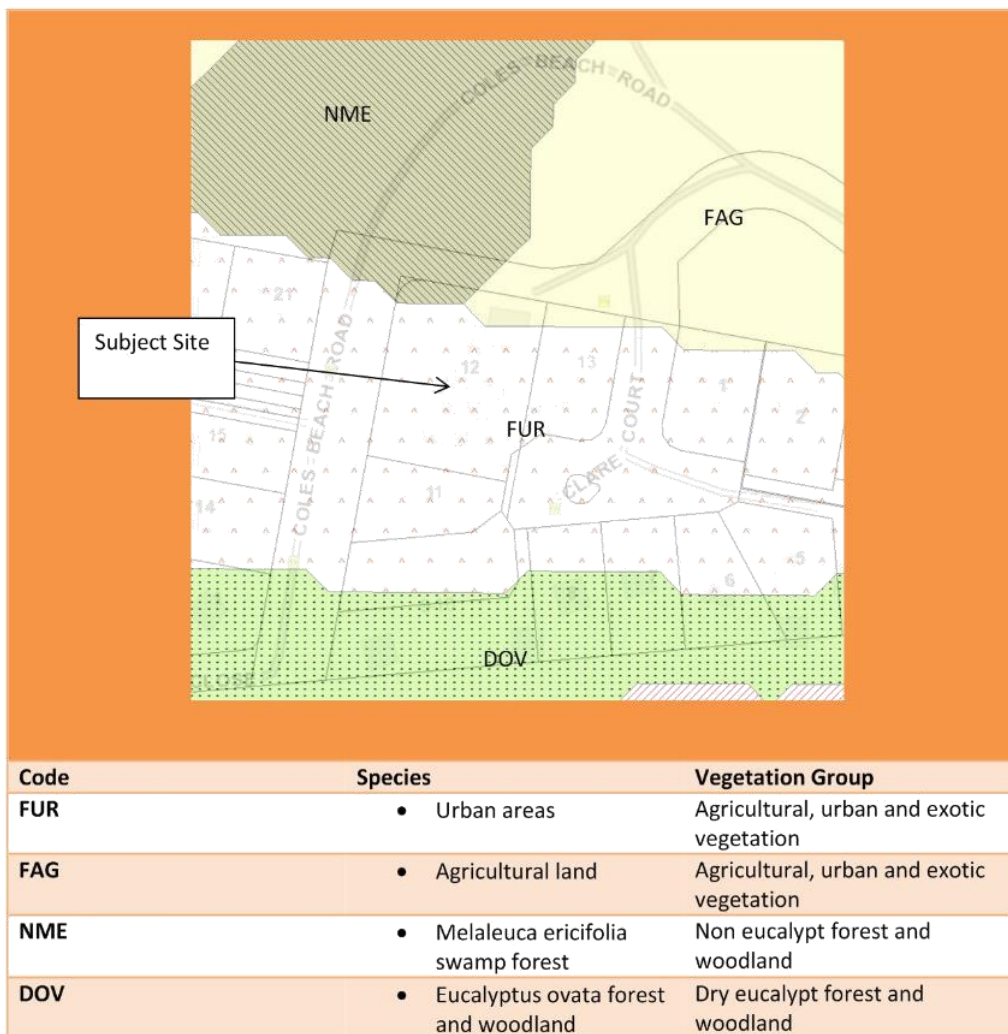 NME
COLES BEACH ROAD
FAG
21
Subject Site
12
13
1
2
COLES BEACH ROAD
FUR
CLARE COURT
15
11
14
5
6
DOV
CLOSE
Code Species Vegetation Group
FUR • Urban areas Agricultural, urban and exotic
vegetation
FAG • Agricultural land Agricultural, urban and exotic
vegetation
NME • Melaleuca ericifolia Non eucalypt forest and
swamp forest woodland
DOV • Eucalyptus ovata forest Dry eucalypt forest and
and woodland woodland